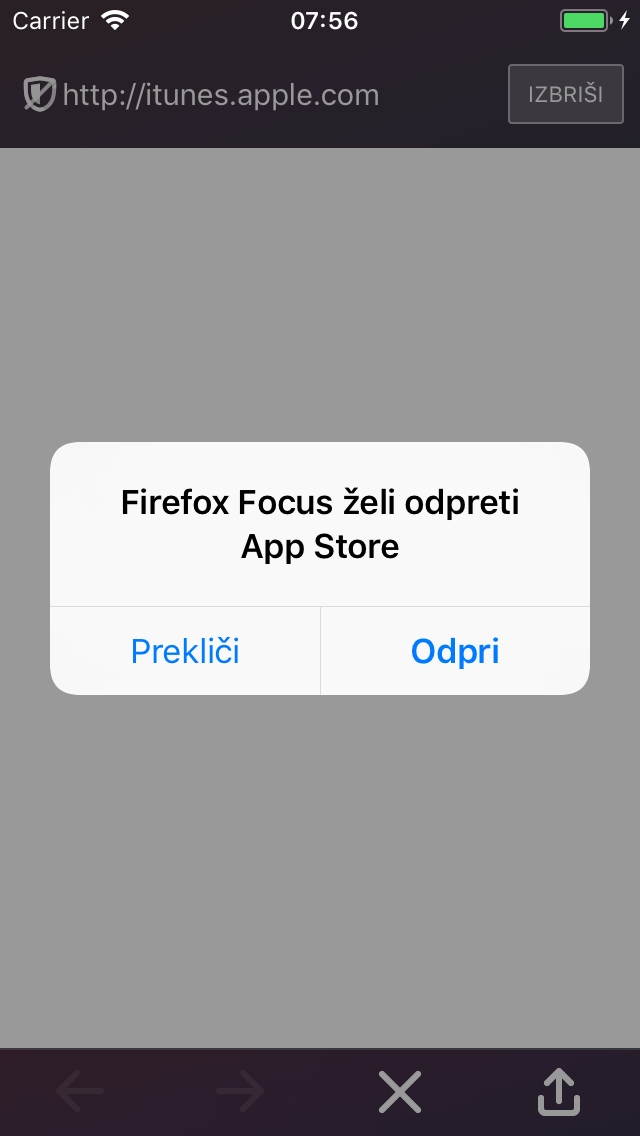 Carrier 07:56
http://itunes.apple.com IZBRIŠI
Firefox Focus želi odpreti
App Store
Prekliči Odpri